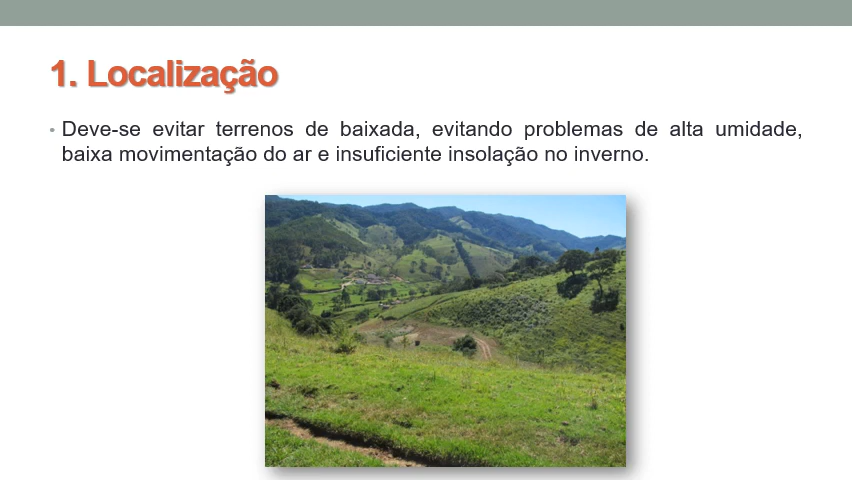 1. Localização
• Deve-se evitar terrenos de baixada, evitando problemas de alta umidade,
baixa movimentação do ar e insuficiente insolação no inverno.